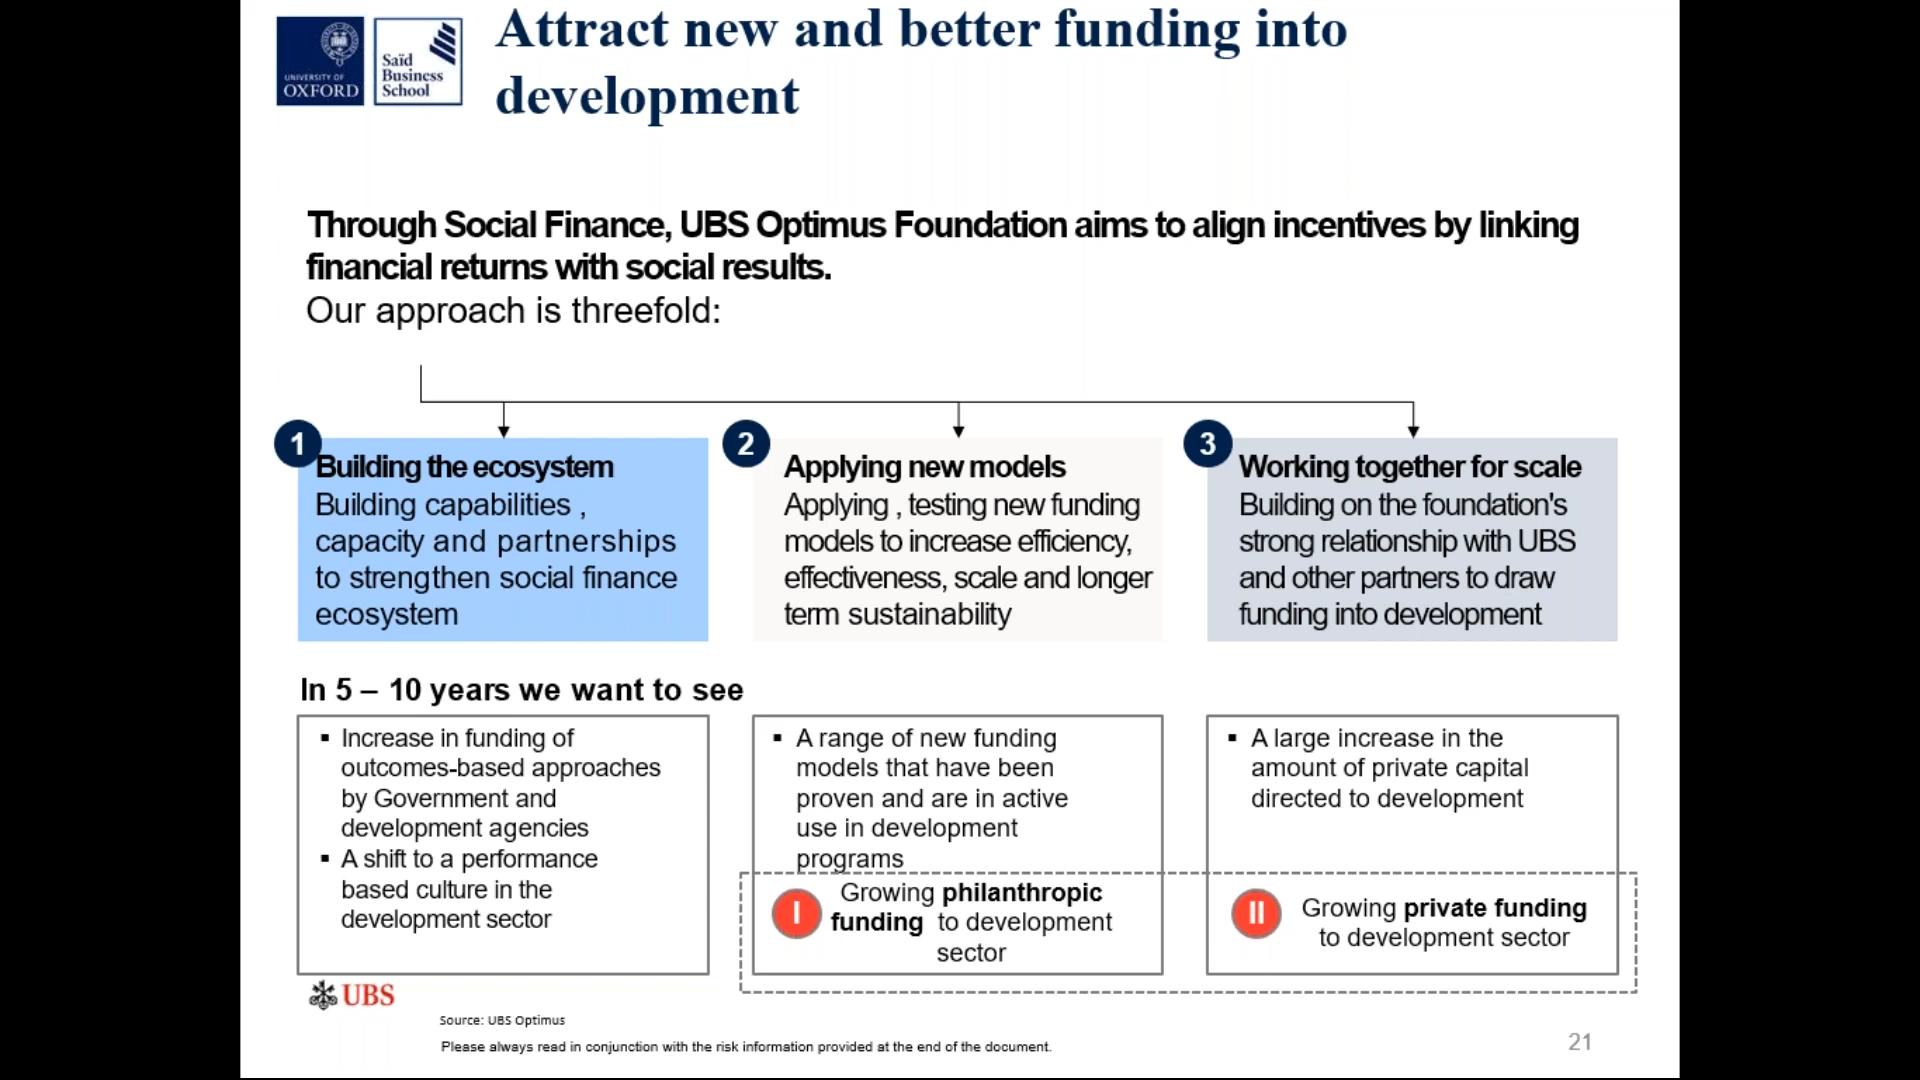 UNIVERSITY OF
OXFORD
Saïd
Business
School
Attract new and better funding into
development
Through Social Finance, UBS Optimus Foundation aims to align incentives by linking
financial returns with social results.
Our approach is threefold:
1
Building the ecosystem
Building capabilities ,
capacity and partnerships
to strengthen social finance
ecosystem
2
Applying new models
Applying , testing new funding
models to increase efficiency,
effectiveness, scale and longer
term sustainability
3
Working together for scale
Building on the foundation's
strong relationship with UBS
and other partners to draw
funding into development
In 5 – 10 years we want to see
▪ Increase in funding of
outcomes-based approaches
by Government and
development agencies
▪ A shift to a performance
based culture in the
development sector
▪ A range of new funding
models that have been
proven and are in active
use in development
programs
I
Growing philanthropic
funding to development
sector
▪ A large increase in the
amount of private capital
directed to development
II
Growing private funding
to development sector
UBS
Source: UBS Optimus
Please always read in conjunction with the risk information provided at the end of the document.
21